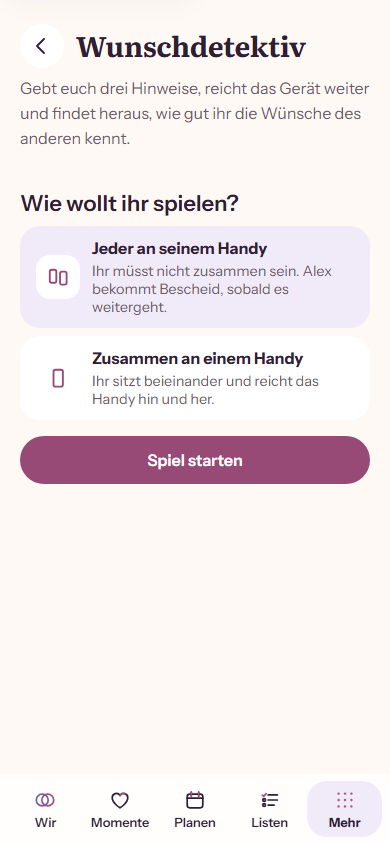 Wunschdetektiv
Gebt euch drei Hinweise, reicht das Gerät weiter
und findet heraus, wie gut ihr die Wünsche des
anderen kennt.
Wie wollt ihr spielen?
Jeder an seinem Handy
Ihr müsst nicht zusammen sein. Alex
bekommt Bescheid, sobald es
weitergeht.
Zusammen an einem Handy
Ihr sitzt beieinander und reicht das
Handy hin und her.
Spiel starten
Wir
Momente
Planen
Listen
Mehr